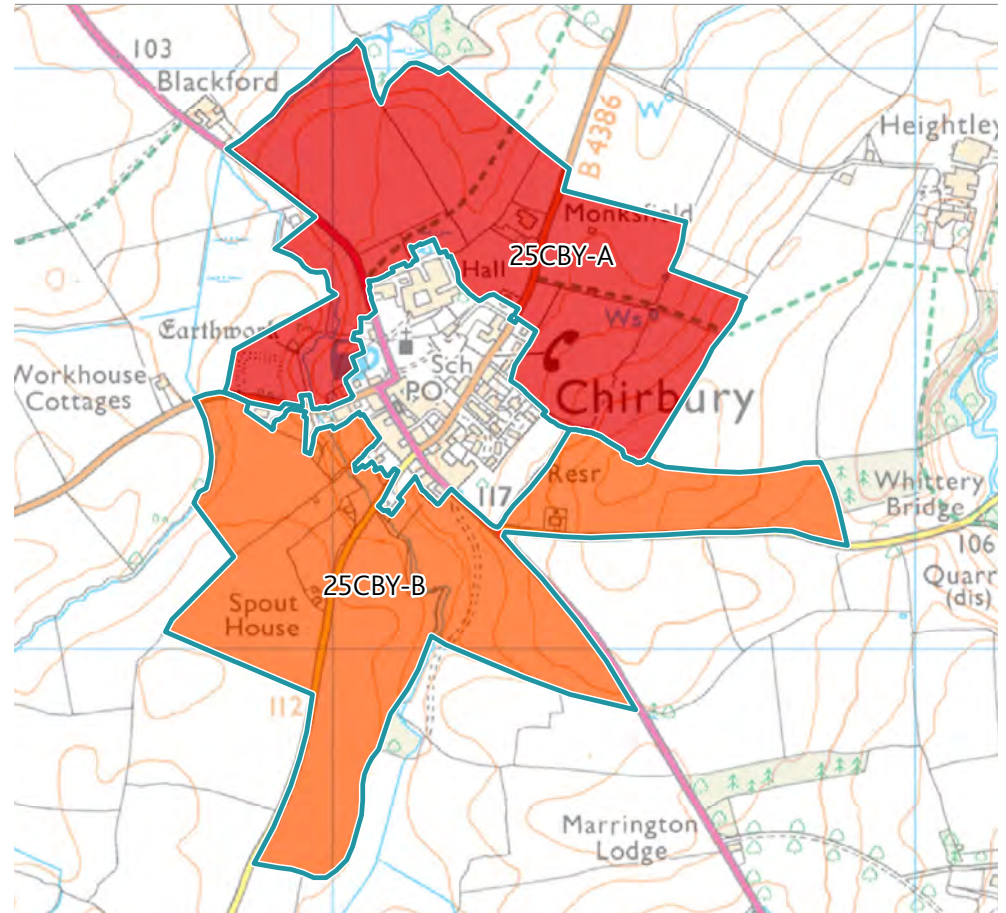 103
Blackford
B 4386
W
Heightley
Monksfield
25CBY-A
Hall
Ws
Earthwork
Sch
Workhouse
Cottages
PO
Chirbury
117
Resr
Whittery
Bridge
106
Quarr
(dis)
25CBY-B
Spout
House
112
Marrington
Lodge